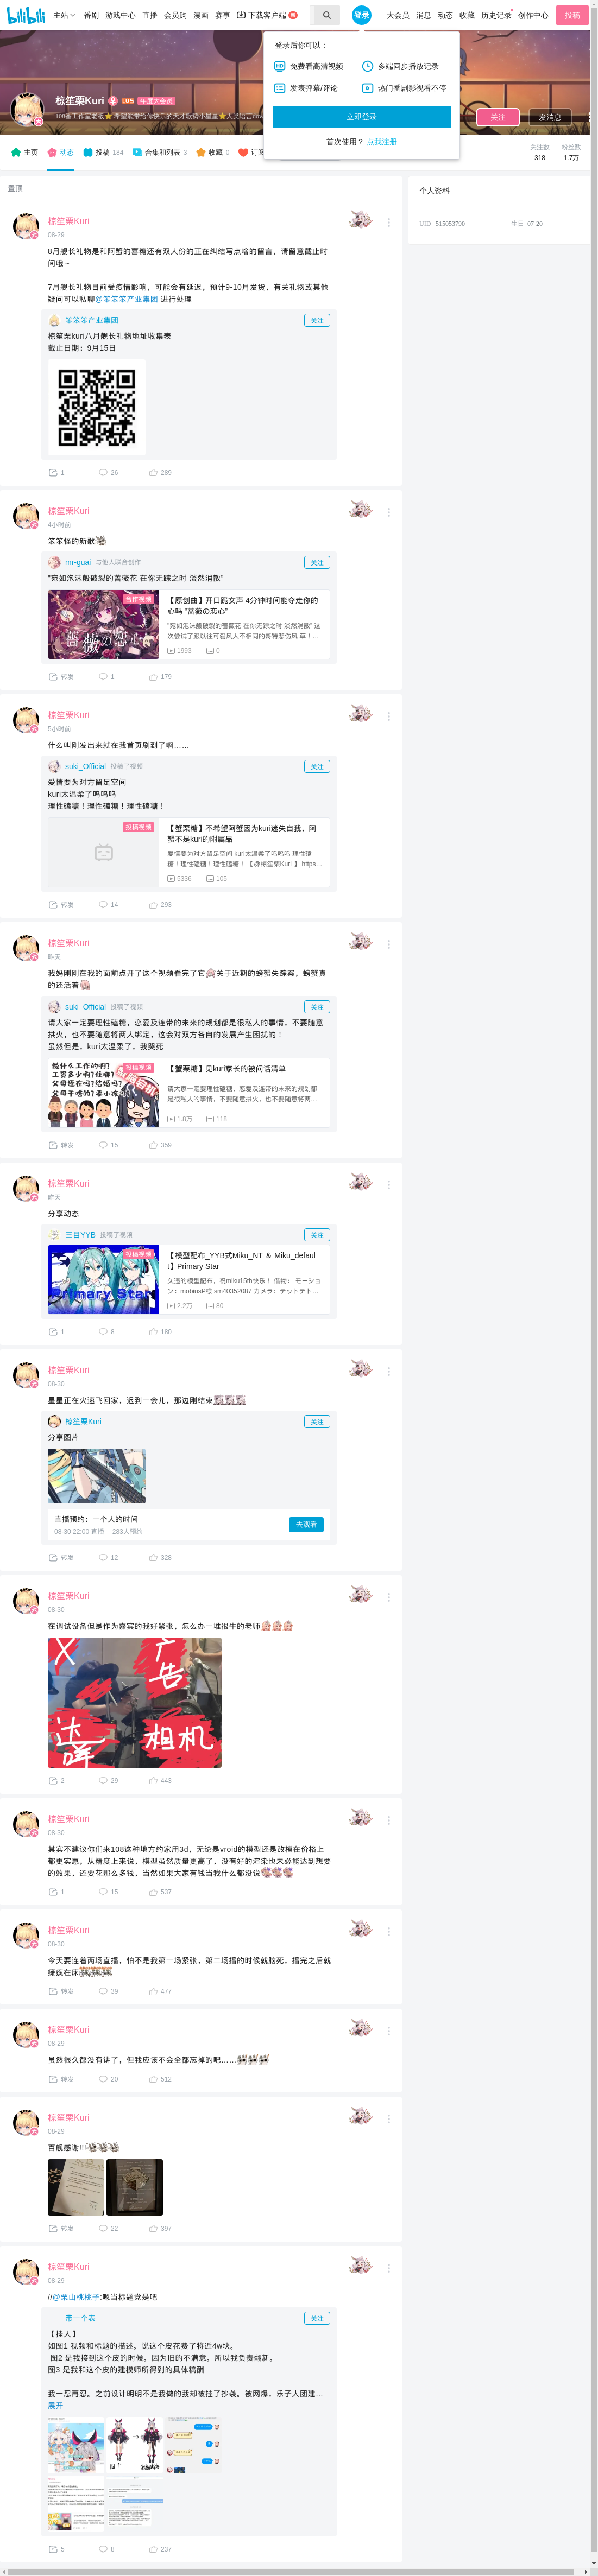 bilibili 主站 番剧 游戏中心 直播 会员购 漫画 赛事 下载客户端 登录 大会员 消息 动态 收藏 历史记录 创作中心 投稿
登录后你可以：
免费看高清视频 多端同步播放记录
发表弹幕/评论 热门番剧影视看不停
立即登录
首次使用？ 点我注册
椋笙栗Kuri LV5 年度大会员
关注 发消息
主页 动态 投稿 184 合集和列表 3 收藏 0 订阅
关注数 粉丝数
318 1.7万
置顶
个人资料
UID 515053790 生日 07-20
椋笙栗Kuri
08-29
8月舰长礼物是和阿蟹的喜糖还有双人份的正在纠结写点啥的留言，请留意截止时
间哦~
7月舰长礼物目前受疫情影响，可能会有延迟，预计9-10月发货，有关礼物或其他
疑问可以私聊@笨笨笨产业集团 进行处理
笨笨笨产业集团 关注
椋笙栗kuri八月舰长礼物地址收集表
截止日期：9月15日
1 26 289
椋笙栗Kuri
4小时前
笨笨怪的新歌
mr-guai 与他人联合创作 关注
"宛如泡沫般破裂的蔷薇花 在你无踪之时 淡然消散"
合作视频
薔薇の恋心
【原创曲】开口跪女声 4分钟时间能夺走你的
心吗 “薔薇の恋心”
"宛如泡沫般破裂的蔷薇花 在你无踪之时 淡然消散" 这
次尝试了跟以往可爱风大不相同的哥特悲伤风 草！...
1993 0
转发 1 179
椋笙栗Kuri
5小时前
什么叫刚发出来就在我首页刷到了啊……
suki_Official 投稿了视频 关注
爱情要为对方留足空间
kuri太温柔了呜呜呜
理性磕糖！理性磕糖！理性磕糖！
投稿视频
【蟹栗糖】不希望阿蟹因为kuri迷失自我，阿
蟹不是kuri的附属品
爱情要为对方留足空间 kuri太温柔了呜呜呜 理性磕
糖！理性磕糖！理性磕糖！ 【@椋笙栗Kuri 】 https...
5336 105
转发 14 293
椋笙栗Kuri
昨天
我妈刚刚在我的面前点开了这个视频看完了它关于近期的螃蟹失踪案，螃蟹真
的还活着
suki_Official 投稿了视频 关注
请大家一定要理性磕糖，恋爱及连带的未来的规划都是很私人的事情，不要随意
拱火，也不要随意将两人绑定，这会对双方各自的发展产生困扰的！
虽然但是，kuri太温柔了，我哭死
投稿视频
做什么工作的啊?
工资多少啊?住哪?
父母还在吗?结婚吗?
父母干啥的?要小孩
【蟹栗糖】见kuri家长的被问话清单
请大家一定要理性磕糖，恋爱及连带的未来的规划都
是很私人的事情，不要随意拱火，也不要随意将两...
1.8万 118
转发 15 359
椋笙栗Kuri
昨天
分享动态
三目YYB 投稿了视频 关注
投稿视频
Primary Star
【模型配布_YYB式Miku_NT ＆ Miku_defaul
t】Primary Star
久违的模型配布，祝miku15th快乐！ 借物： モーショ
ン：mobiusP様 sm40352087 カメラ：テットテト...
2.2万 80
1 8 180
椋笙栗Kuri
08-30
星星正在火速飞回家，迟到一会儿，那边刚结束
椋笙栗Kuri 关注
分享图片
直播预约：一个人的时间
08-30 22:00 直播 283人预约
去观看
转发 12 328
椋笙栗Kuri
08-30
在调试设备但是作为嘉宾的我好紧张，怎么办一堆很牛的老师
广告
相机
2 29 443
椋笙栗Kuri
08-30
其实不建议你们来108这种地方约家用3d，无论是vroid的模型还是改模在价格上
都更实惠，从精度上来说，模型虽然质量更高了，没有好的渲染也未必能达到想要
的效果，还要花那么多钱，当然如果大家有钱当我什么都没说
1 15 537
椋笙栗Kuri
08-30
今天要连着两场直播，怕不是我第一场紧张，第二场播的时候就脑死，播完之后就
瘫痪在床
转发 39 477
椋笙栗Kuri
08-29
虽然很久都没有讲了，但我应该不会全都忘掉的吧……
转发 20 512
椋笙栗Kuri
08-29
百舰感谢!!!
转发 22 397
椋笙栗Kuri
08-29
//@栗山桃桃子:嗯当标题党是吧
带一个表 关注
【挂人】
如图1 视频和标题的描述。说这个皮花费了将近4w块。
图2 是我接到这个皮的时候。因为旧的不满意。所以我负责翻新。
图3 是我和这个皮的建模师所得到的具体稿酬
我一忍再忍。之前设计明明不是我做的我却被挂了抄袭。被网爆，乐子人团建...
展开
5 8 237